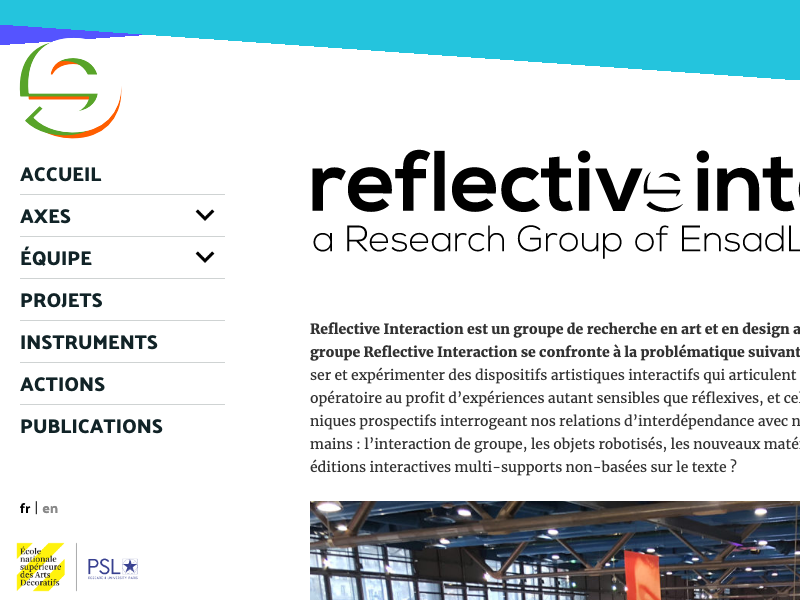 ACCUEIL
AXES
ÉQUIPE
PROJETS
INSTRUMENTS
ACTIONS
PUBLICATIONS
fr | en
École
nationale
supérieure
des Arts
Décoratifs
PSL
RESEARCH UNIVERSITY PARIS
reflective inte
a Research Group of EnsadL
Reflective Interaction est un groupe de recherche en art et en design a
groupe Reflective Interaction se confronte à la problématique suivant
ser et expérimenter des dispositifs artistiques interactifs qui articulent
opératoire au profit d’expériences autant sensibles que réflexives, et cel
niques prospectifs interrogeant nos relations d’interdépendance avec n
mains : l’interaction de groupe, les objets robotisés, les nouveaux maté
éditions interactives multi-supports non-basées sur le texte ?